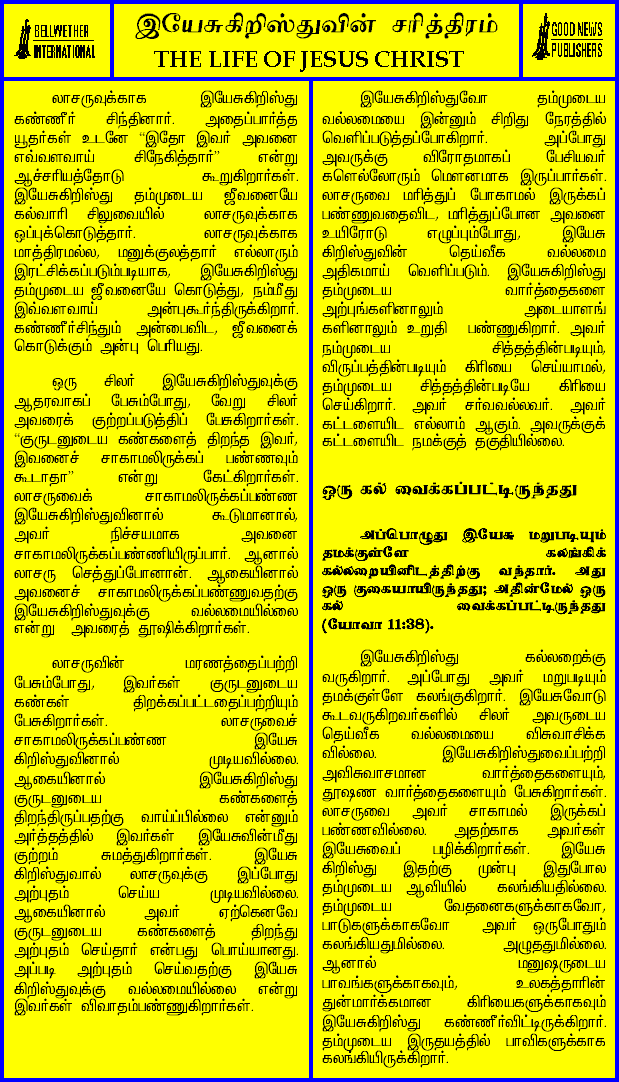 BELLWETHER
INTERNATIONAL
இயேசுகிறிஸ்துவின் சரித்திரம்
THE LIFE OF JESUS CHRIST
GOOD NEWS
PUBLISHERS
லாசருவுக்காக இயேசுகிறிஸ்து
கண்ணீர் சிந்தினார். அதைப்பார்த்த
யூதர்கள் உடனே “இதோ இவர் அவனை
எவ்வளவாய் சிநேகித்தார்” என்று
ஆச்சரியத்தோடு கூறுகிறார்கள்.
இயேசுகிறிஸ்து தம்முடைய ஜீவனையே
கல்வாரி சிலுவையில் லாசருவுக்காக
ஒப்புக்கொடுத்தார். லாசருவுக்காக
மாத்திரமல்ல, மனுக்குலத்தார் எல்லாரும்
இரட்சிக்கப்படும்படியாக, இயேசுகிறிஸ்து
தம்முடைய ஜீவனையே கொடுத்து, நம்மீது
இவ்வளவாய் அன்புகூர்ந்திருக்கிறார்.
கண்ணீர்சிந்தும் அன்பைவிட, ஜீவனைக்
கொடுக்கும் அன்பு பெரியது.
ஒரு சிலர் இயேசுகிறிஸ்துவுக்கு
ஆதரவாகப் பேசும்போது, வேறு சிலர்
அவரைக் குற்றப்படுத்திப் பேசுகிறார்கள்.
“குருடனுடைய கண்களைத் திறந்த இவர்,
இவனைச் சாகாமலிருக்கப் பண்ணவும்
கூடாதா” என்று கேட்கிறார்கள்.
லாசருவைக் சாகாமலிருக்கப்பண்ண
இயேசுகிறிஸ்துவினால் கூடுமானால்,
அவர் நிச்சயமாக அவனை
சாகாமலிருக்கப்பண்ணியிருப்பார். ஆனால்
லாசரு செத்துப்போனான். ஆகையினால்
அவனைச் சாகாமலிருக்கப்பண்ணுவதற்கு
இயேசுகிறிஸ்துவுக்கு வல்லமையில்லை
என்று அவரைத் தூஷிக்கிறார்கள்.
லாசருவின் மாரணத்தைப்பற்றி
பேசும்போது, இவர்கள் குருடனுடைய
கண்கள் திறக்கப்பட்டதைப்பற்றியும்
பேசுகிறார்கள். லாசருவைச்
சாகாமலிருக்கப்பண்ண இயேசு
கிறிஸ்துவினால் முடியவில்லை.
ஆகையினால் இயேசுகிறிஸ்து
குருடனுடைய கண்களைத்
திறந்திருப்பதற்கு வாய்ப்பில்லை என்னும்
அர்த்தத்தில் இவர்கள் இயேசுவின்மீது
குற்றம் சுமத்துகிறார்கள். இயேசு
கிறிஸ்துவால் லாசருவுக்கு இப்போது
அற்புதம் செய்ய முடியவில்லை.
ஆகையினால் அவர் ஏற்கெனவே
குருடனுடைய கண்களைத் திறந்து
அற்புதம் செய்தார் என்பது பொய்யானது.
அப்படி அற்புதம் செய்வதற்கு இயேசு
கிறிஸ்துவுக்கு வல்லமையில்லை என்று
இவர்கள் விவாதம்பண்ணுகிறார்கள்.
இயேசுகிறிஸ்துவோ தம்முடைய
வல்லமையை இன்னும் சிறிது நேரத்தில்
வெளிப்படுத்தப்போகிறார். அப்போது
அவருக்கு விரோதமாகப் பேசியவர்
களெல்லோரும் மௌனமாக இருப்பார்கள்.
லாசருவை மரித்துப் போகாமல் இருக்கப்
பண்ணுவதைவிட, மரித்துப்போன அவனை
உயிரோடு எழுப்பும்போது, இயேசு
கிறிஸ்துவின் தெய்வீக வல்லமை
அதிகமாய் வெளிப்படும். இயேசுகிறிஸ்து
தம்முடைய வார்த்தைகளை
அற்புங்களினாலும் அடையாளங்
களினாலும் உறுதி பண்ணுகிறார். அவர்
நம்முடைய சித்தத்தின்படியும்,
விருப்பத்தின்படியும் கிரியை செய்யாமல்,
தம்முடைய சித்தத்தின்படியே கிரியை
செய்கிறார். அவர் சர்வவல்லவர். அவர்
கட்டளையிட எல்லாம் ஆகும். அவருக்குக்
கட்டளையிட நமக்குத் தகுதியில்லை.
ஒரு கல் வைக்கப்பட்டிருந்தது
அப்பொழுது இயேசு மறுபடியும்
தமக்குள்ளே கலங்கிக்
கல்லறையினிடத்திற்கு வந்தார். அது
ஒரு குகையாயிருந்தது; அதின்மேல் ஒரு
கல் வைக்கப்பட்டிருந்தது
(யோவா 11:38).
இயேசுகிறிஸ்து கல்லறைக்கு
வருகிறார். அப்போது அவர் மறுபடியும்
தமக்குள்ளே கலங்குகிறார். இயேசுவோடு
கூடவருகிறவர்களில் சிலர் அவருடைய
தெய்வீக வல்லமையை விசுவாசிக்க
வில்லை. இயேசுகிறிஸ்துவைப்பற்றி
அவிசுவாசமான வார்த்தைகளையும்,
தூஷண வார்த்தைகளையும் பேசுகிறார்கள்.
லாசருவை அவர் சாகாமல் இருக்கப்
பண்ணவில்லை. அதற்காக அவர்கள்
இயேசுவைப் பழிக்கிறார்கள். இயேசு
கிறிஸ்து இதற்கு முன்பு இதுபோல
தம்முடைய ஆவியில் கலங்கியதில்லை.
தம்முடைய வேதனைகளுக்காகவோ,
பாடுகளுக்காகவோ அவர் ஒருபோதும்
கலங்கியதுமில்லை. அழுததுமில்லை.
ஆனால் மனுஷருடைய
பாவங்களுக்காகவும், உலகத்தாரின்
துன்மார்க்கமான கிரியைகளுக்காகவும்
இயேசுகிறிஸ்து கண்ணீர்விட்டிருக்கிறார்.
தம்முடைய இருதயத்தில் பாவிகளுக்காக
கலங்கியிருக்கிறார்.